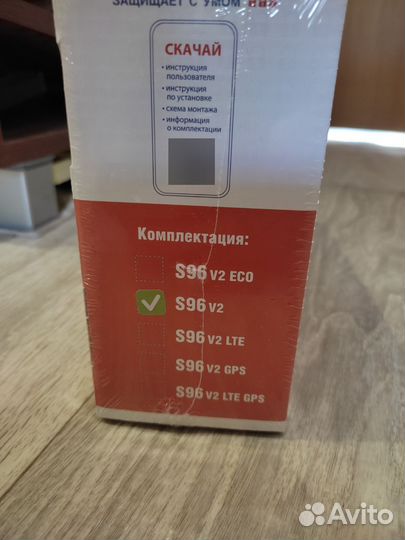 ЗАЩИЩАЕТ С УМОМ
СКАЧАЙ
• инструкция
пользователя
• инструкция
по установке
• схема монтажа
• информация
о комплектации
Комплектация:
S96 V2 ECO
S96 V2
S96 V2 LTE
S96 V2 GPS
S96 V2 LTE GPS
Avito